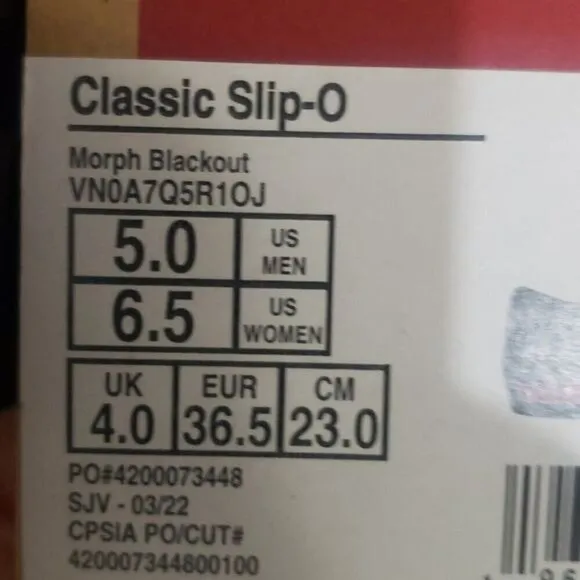 Classic Slip-O
Morph Blackout
VN0A7Q5R1OJ
5.0 US MEN
6.5 US WOMEN
UK EUR CM
4.0 36.5 23.0
PO#4200073448
SJV - 03/22
CPSIA PO/CUT#
420007344800100